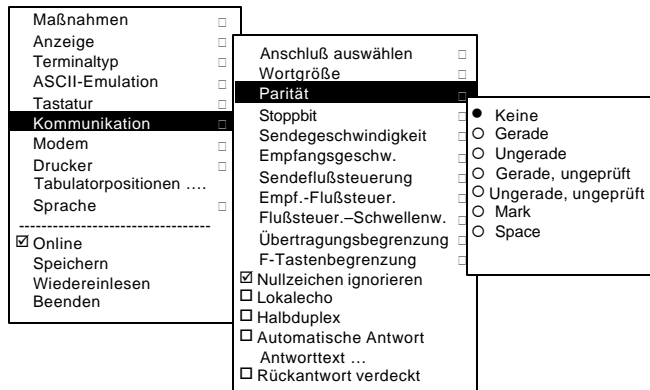 Maßnahmen
Anzeige
Terminaltyp
ASCII-Emulation
Tastatur
Kommunikation
Modem
Drucker
Tabulatorpositionen ....
Sprache
----------------------------------
Online
Speichern
Wiedereinlesen
Beenden
Anschluß auswählen
Wortgröße
Parität
Stoppbit
Sendegeschwindigkeit
Empfangsgeschw.
Sendeflußsteuerung
Empf.-Flußsteuer.
Flußsteuer.–Schwellenw.
Übertragungsbegrenzung
F-Tastenbegrenzung
Nullzeichen ignorieren
Lokalecho
Halbduplex
Automatische Antwort
Antworttext ...
Rückantwort verdeckt
Keine
Gerade
Ungerade
Gerade, ungeprüft
Ungerade, ungeprüft
Mark
Space